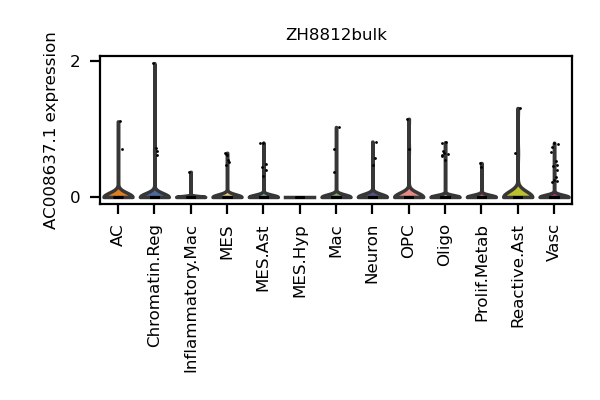 ZH8812bulk
AC008637.1 expression
2
0
AC
Chromatin.Reg
Inflammatory.Mac
MES
MES.Ast
MES.Hyp
Mac
Neuron
OPC
Oligo
Prolif.Metab
Reactive.Ast
Vasc